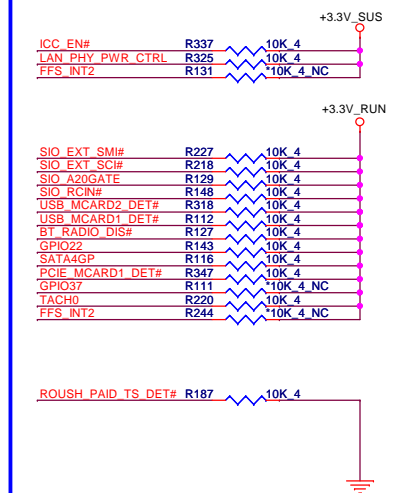 +3.3V_SUS
ICC_EN# R337 10K_4
LAN_PHY_PWR_CTRL R325 10K_4
FFS_INT2 R131 *10K_4_NC
+3.3V_RUN
SIO_EXT_SMI# R227 10K_4
SIO_EXT_SCI# R218 10K_4
SIO_A20GATE R129 10K_4
SIO_RCIN# R148 10K_4
USB_MCARD2_DET# R318 10K_4
USB_MCARD1_DET# R112 10K_4
BT_RADIO_DIS# R127 10K_4
GPIO22 R143 10K_4
SATA4GP R116 10K_4
PCIE_MCARD1_DET# R347 10K_4
GPIO37 R111 *10K_4_NC
TACH0 R220 10K_4
FFS_INT2 R244 *10K_4_NC
ROUSH_PAID_TS_DET# R187 10K_4